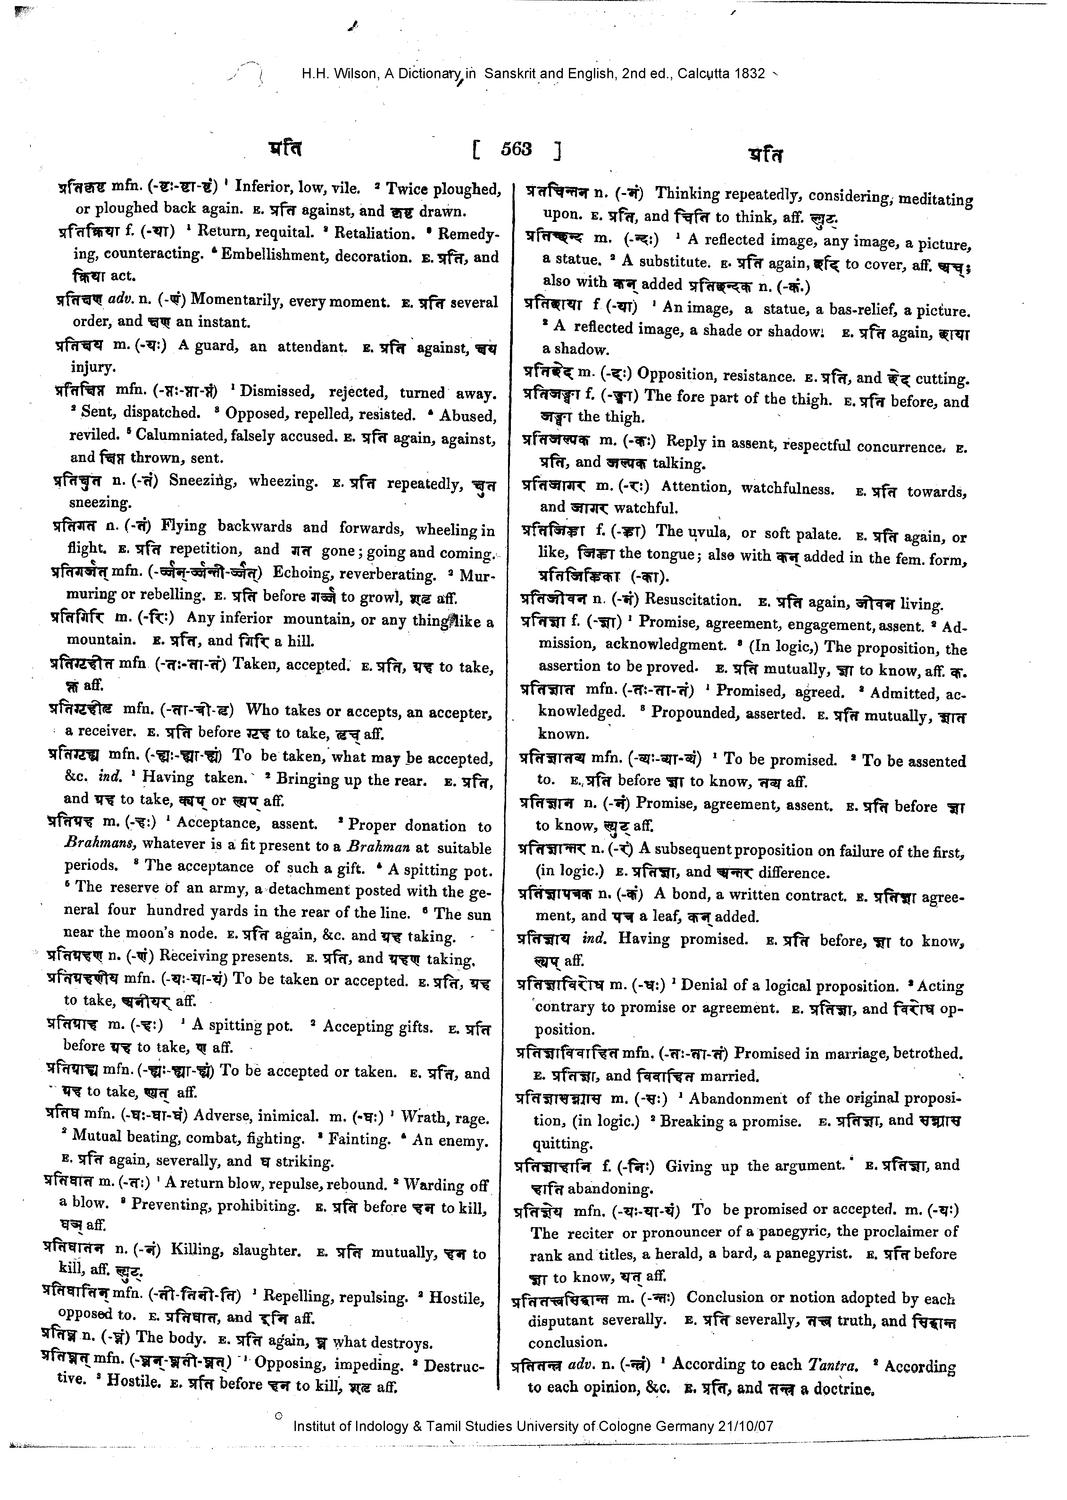 H.H. Wilson, A Dictionary in Sanskrit and English, 2nd ed., Calcutta 1832
प्रति [ 563 ] प्रति
प्रतिकृष्ट mfn. (-ष्टः-ष्टा-ष्टं) ¹ Inferior, low, vile. ² Twice ploughed,
or ploughed back again. E. प्रति against, and कृष्ट drawn.
प्रतिक्रिया f. (-या) ¹ Return, requital. ² Retaliation. ³ Remedy-
ing, counteracting. ⁴ Embellishment, decoration. E. प्रति, and
क्रिया act.
प्रतिक्षण adv. n. (-णं) Momentarily, every moment. E. प्रति several
order, and क्षण an instant.
प्रतिक्षय m. (-यः) A guard, an attendant. E. प्रति against, क्षय
injury.
प्रतिक्षिप्त mfn. (-प्तः-प्ता-प्तं) ¹ Dismissed, rejected, turned away.
² Sent, dispatched. ³ Opposed, repelled, resisted. ⁴ Abused,
reviled. ⁵ Calumniated, falsely accused. E. प्रति again, against,
and क्षिप्त thrown, sent.
प्रतिक्षुत n. (-तं) Sneezing, wheezing. E. प्रति repeatedly, क्षुत
sneezing.
प्रतिगत n. (-तं) Flying backwards and forwards, wheeling in
flight. E. प्रति repetition, and गत gone; going and coming.
प्रतिगर्ज्जत् mfn. (-र्ज्जन्-र्ज्जन्ती-र्ज्जत्) Echoing, reverberating. ² Mur-
muring or rebelling. E. प्रति before गर्ज्ज to growl, शतृ aff.
प्रतिगिरि m. (-रिः) Any inferior mountain, or any thing like a
mountain. E. प्रति, and गिरि a hill.
प्रतिगृहीत mfn (-तः-ता-तं) Taken, accepted. E. प्रति, ग्रह to take,
क्त aff.
प्रतिगृहीतृ mfn. (-ता-त्री-तृ) Who takes or accepts, an accepter,
a receiver. E. प्रति before गृह to take, तृच् aff.
प्रतिगृह्य mfn. (-ह्यः-ह्या-ह्यं) To be taken, what may be accepted,
&c. ind. ¹ Having taken. ² Bringing up the rear. E. प्रति,
and ग्रह to take, क्यप् or ल्यप् aff.
प्रतिग्रह m. (-हः) ¹ Acceptance, assent. ² Proper donation to
Brahmans, whatever is a fit present to a Brahman at suitable
periods. ³ The acceptance of such a gift. ⁴ A spitting pot.
⁵ The reserve of an army, a detachment posted with the ge-
neral four hundred yards in the rear of the line. ⁶ The sun
near the moon's node. E. प्रति again, &c. and ग्रह taking.
प्रतिग्रहण n. (-णं) Receiving presents. E. प्रति, and ग्रहण taking.
प्रतिग्रहणीय mfn. (-यः-या-यं) To be taken or accepted. E. प्रति, ग्रह
to take, अनीयर् aff.
प्रतिग्राह m. (-हः) ¹ A spitting pot. ² Accepting gifts. E. प्रति
before ग्रह to take, ण aff.
प्रतिग्राह्य mfn. (-ह्यः-ह्या-ह्यं) To be accepted or taken. E. प्रति, and
ग्रह to take, ण्यत् aff.
प्रतिघ mfn. (-घः-घा-घं) Adverse, inimical. m. (-घः) ¹ Wrath, rage.
² Mutual beating, combat, fighting. ³ Fainting. ⁴ An enemy.
E. प्रति again, severally, and घ striking.
प्रतिघात m. (-तः) ¹ A return blow, repulse, rebound. ² Warding off
a blow. ³ Preventing, prohibiting. E. प्रति before हन to kill,
घञ् aff.
प्रतिघातन n. (-नं) Killing, slaughter. E. प्रति mutually, हन to
kill, aff. ल्युट्.
प्रतिघातिन् mfn. (-ती-तिनी-ति) ¹ Repelling, repulsing. ² Hostile,
opposed to. E. प्रतिघात, and इनि aff.
प्रतिघ्न n. (-घ्नं) The body. E. प्रति again, घ्न what destroys.
प्रतिघ्नत् mfn. (-घ्नन्-घ्नती-घ्नत्) ¹ Opposing, impeding. ² Destruc-
tive. ³ Hostile. E. प्रति before हन to kill, शतृ aff.
प्रतचिन्तन n. (-नं) Thinking repeatedly, considering, meditating
upon. E. प्रति, and चिति to think, aff. ल्युट्.
प्रतिच्छन्द m. (-न्दः) ¹ A reflected image, any image, a picture,
a statue. ² A substitute. E. प्रति again, छदि to cover, aff. अच्;
also with कन् added प्रतिछन्दक n. (-कं.)
प्रतिछाया f (-या) ¹ An image, a statue, a bas-relief, a picture.
² A reflected image, a shade or shadow. E. प्रति again, छाया
a shadow.
प्रतिछेद m. (-दः) Opposition, resistance. E. प्रति, and छेद cutting.
प्रतिजङ्घा f. (-ङ्घा) The fore part of the thigh. E. प्रति before, and
जङ्घा the thigh.
प्रतिजल्पक m. (-कः) Reply in assent, respectful concurrence. E.
प्रति, and जल्पक talking.
प्रतिजागर m. (-रः) Attention, watchfulness. E. प्रति towards,
and जागर watchful.
प्रतिजिह्वा f. (-ह्वा) The uvula, or soft palate. E. प्रति again, or
like, जिह्वा the tongue; also with कन् added in the fem. form,
प्रतिजिह्विका (-का).
प्रतिजीवन n. (-नं) Resuscitation. E. प्रति again, जीवन living.
प्रतिज्ञा f. (-ज्ञा) ¹ Promise, agreement, engagement, assent. ² Ad-
mission, acknowledgment. ³ (In logic,) The proposition, the
assertion to be proved. E. प्रति mutually, ज्ञा to know, aff. क.
प्रतिज्ञात mfn. (-तः-ता-तं) ¹ Promised, agreed. ² Admitted, ac-
knowledged. ³ Propounded, asserted. E. प्रति mutually, ज्ञात
known.
प्रतिज्ञातव्य mfn. (-व्यः-व्या-व्यं) ¹ To be promised. ² To be assented
to. E. प्रति before ज्ञा to know, तव्य aff.
प्रतिज्ञान n. (-नं) Promise, agreement, assent. E. प्रति before ज्ञा
to know, ल्युट् aff.
प्रतिज्ञान्तर n. (-रं) A subsequent proposition on failure of the first,
(in logic.) E. प्रतिज्ञा, and अन्तर difference.
प्रतिज्ञापत्रक n. (-कं) A bond, a written contract. E. प्रतिज्ञा agree-
ment, and पत्र a leaf, कन् added.
प्रतिज्ञाय ind. Having promised. E. प्रति before, ज्ञा to know,
ल्यप् aff.
प्रतिज्ञाविरोध m. (-धः) ¹ Denial of a logical proposition. ² Acting
contrary to promise or agreement. E. प्रतिज्ञा, and विरोध op-
position.
प्रतिज्ञाविवाहित mfn. (-तः-ता-तं) Promised in marriage, betrothed.
E. प्रतिज्ञा, and विवाहित married.
प्रतिज्ञासन्न्यास m. (-सः) ¹ Abandonment of the original proposi-
tion, (in logic.) ² Breaking a promise. E. प्रतिज्ञा, and सन्न्यास
quitting.
प्रतिज्ञाहानि f. (-निः) Giving up the argument. E. प्रतिज्ञा, and
हानि abandoning.
प्रतिज्ञेय mfn. (-यः-या-यं) To be promised or accepted. m. (-यः)
The reciter or pronouncer of a panegyric, the proclaimer of
rank and titles, a herald, a bard, a panegyrist. E. प्रति before
ज्ञा to know, यत् aff.
प्रतितन्त्रसिद्धान्त m. (-न्तः) Conclusion or notion adopted by each
disputant severally. E. प्रति severally, तन्त्र truth, and सिद्धान्त
conclusion.
प्रतितन्त्र adv. n. (-न्त्रं) ¹ According to each Tantra. ² According
to each opinion, &c. E. प्रति, and तन्त्र a doctrine.
Institut of Indology & Tamil Studies University of Cologne Germany 21/10/07